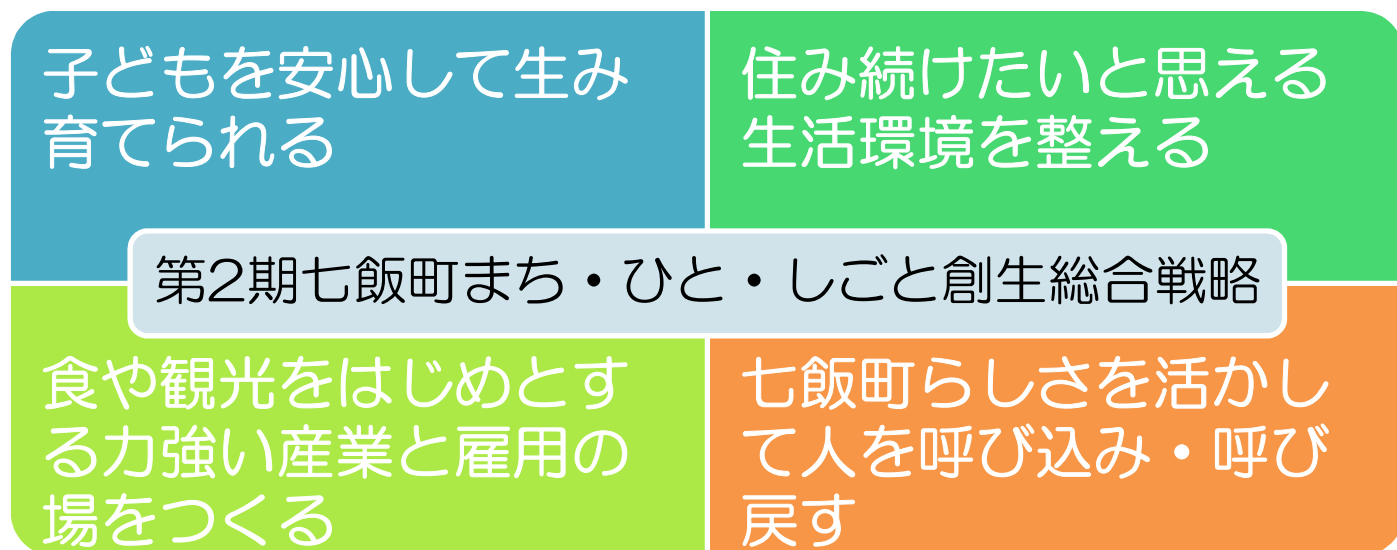 子どもを安心して生み
育てられる
住み続けたいと思える
生活環境を整える
第2期七飯町まち・ひと・しごと創生総合戦略
食や観光をはじめとす
る力強い産業と雇用の
場をつくる
七飯町らしさを活かし
て人を呼び込み・呼び
戻す